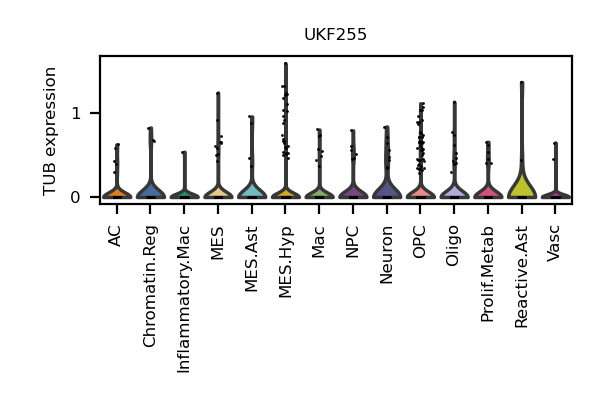 UKF255
TUB expression
1
0
AC
Chromatin.Reg
Inflammatory.Mac
MES
MES.Ast
MES.Hyp
Mac
NPC
Neuron
OPC
Oligo
Prolif.Metab
Reactive.Ast
Vasc